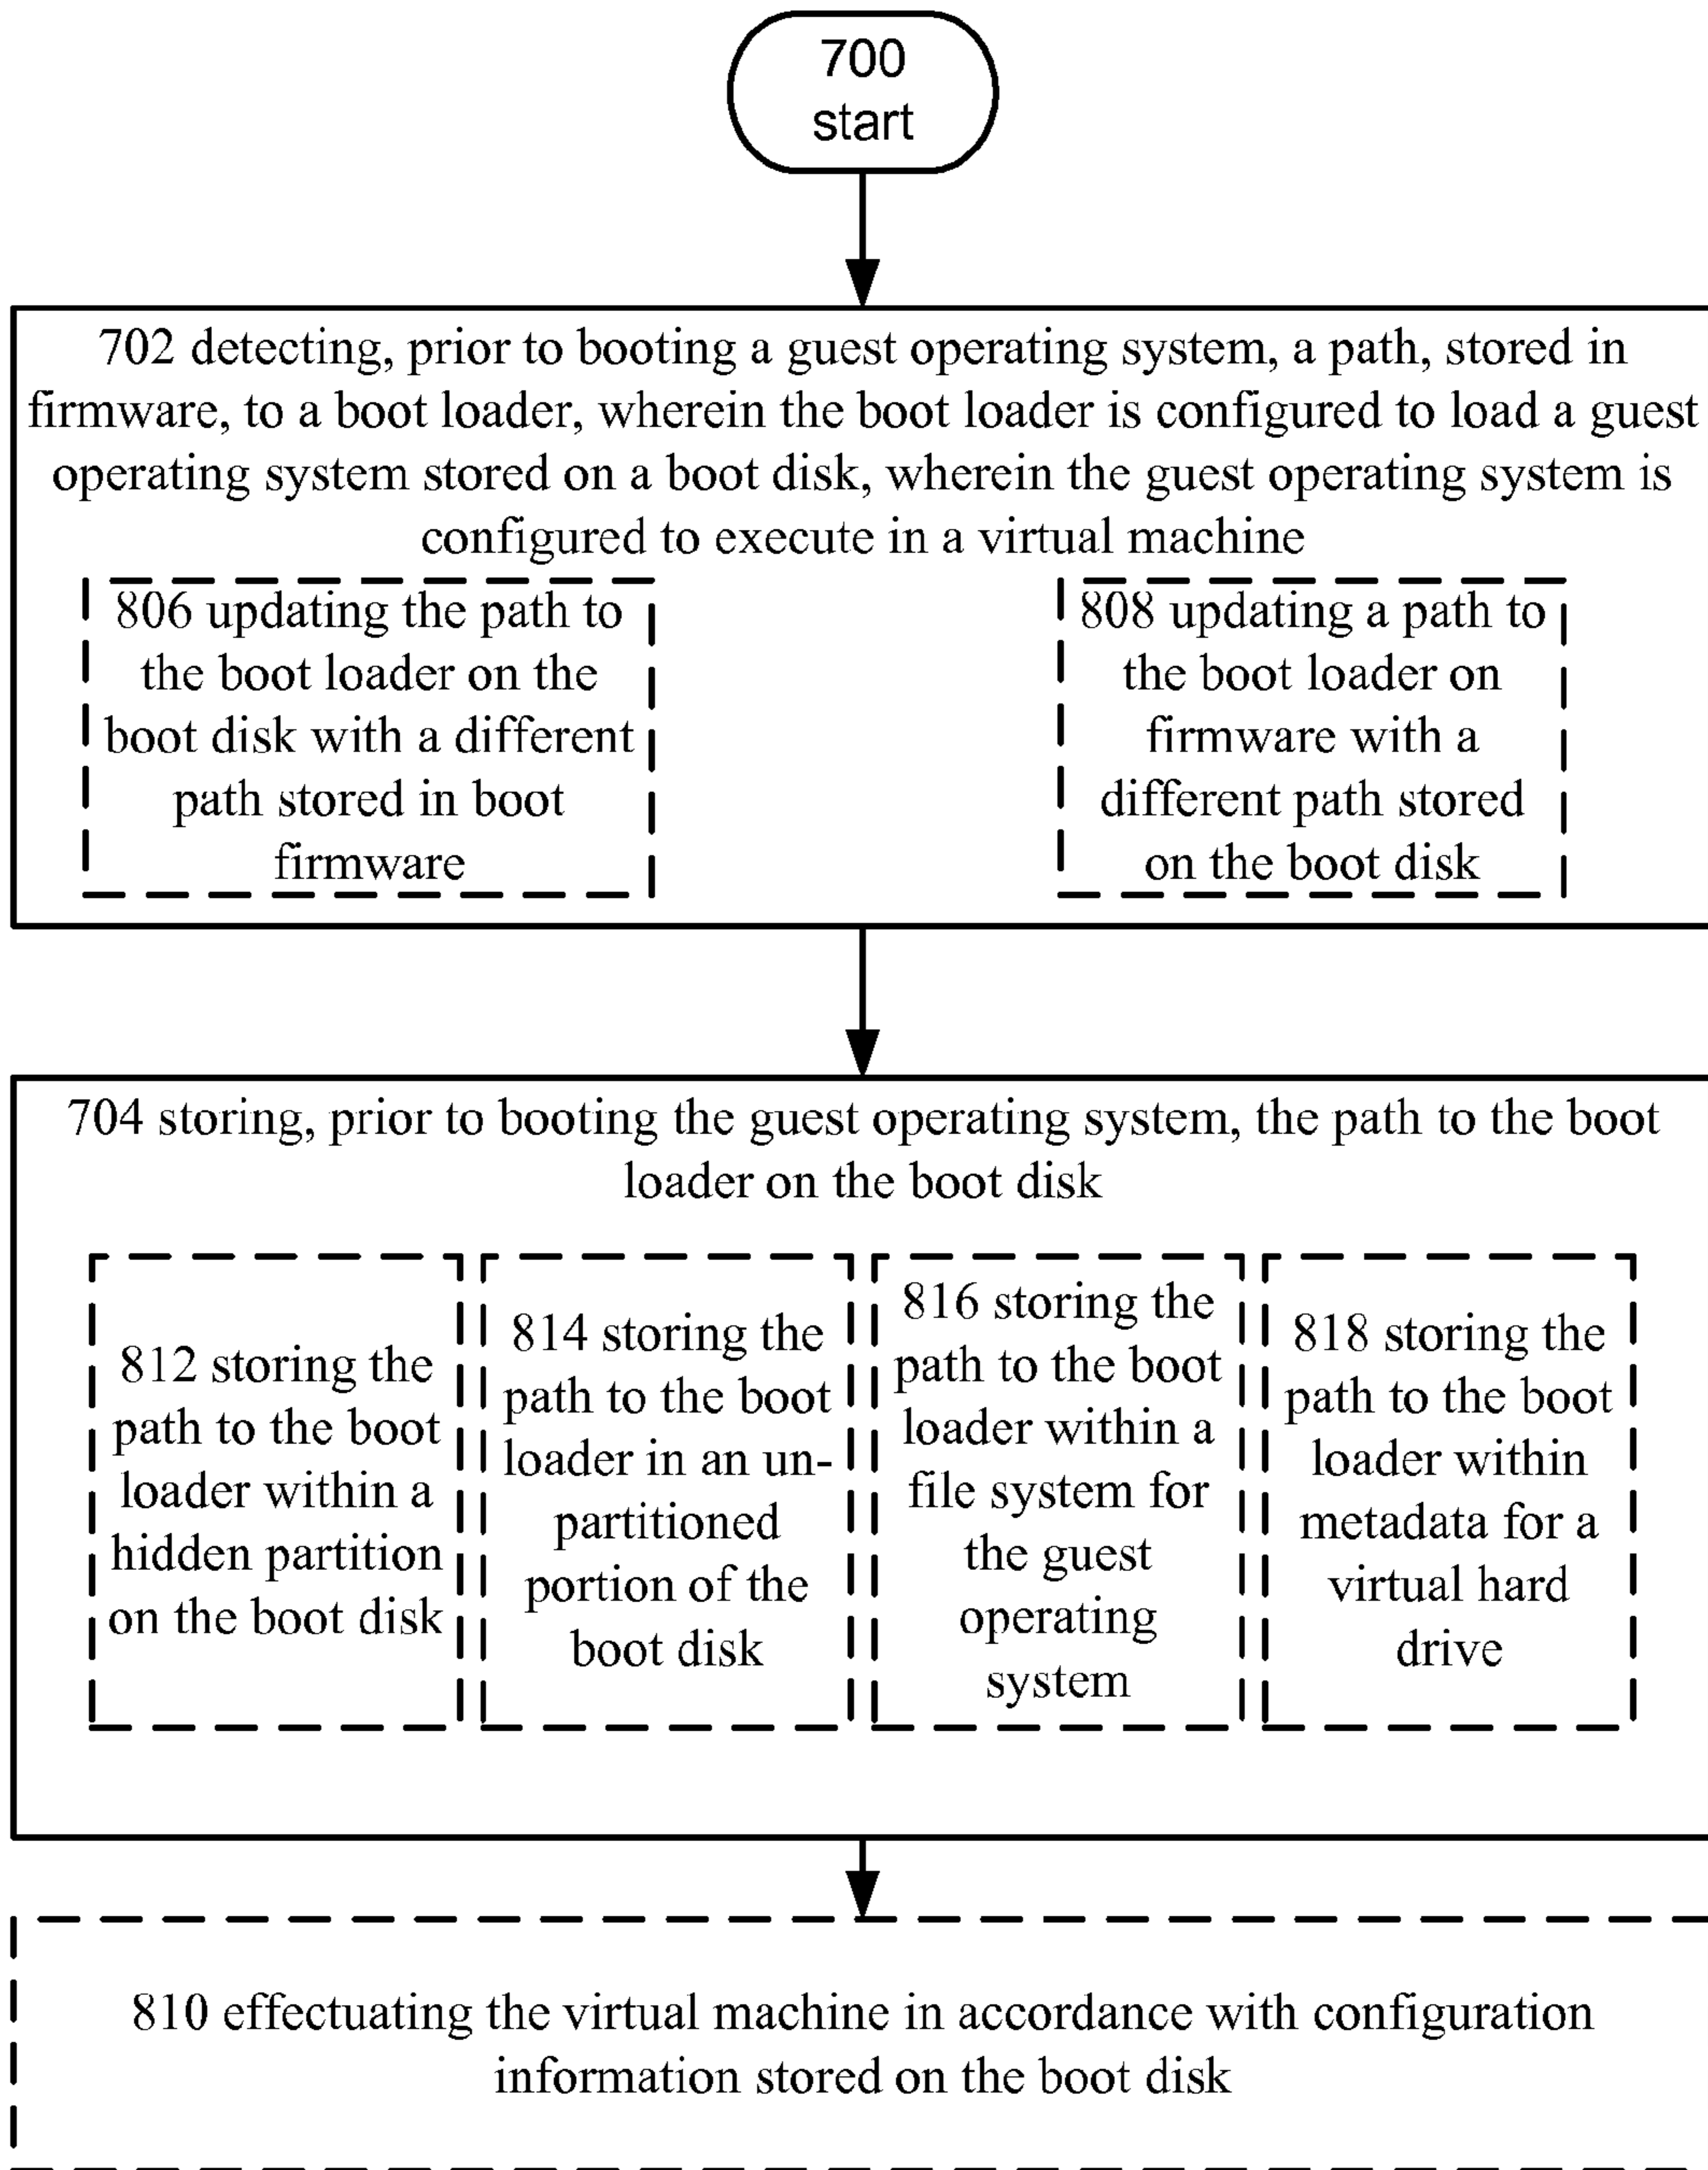 700
start
702 detecting, prior to booting a guest operating system, a path, stored in
firmware, to a boot loader, wherein the boot loader is configured to load a guest
operating system stored on a boot disk, wherein the guest operating system is
configured to execute in a virtual machine
806 updating the path to
the boot loader on the
boot disk with a different
path stored in boot
firmware
808 updating a path to
the boot loader on
firmware with a
different path stored
on the boot disk
704 storing, prior to booting the guest operating system, the path to the boot
loader on the boot disk
812 storing the
path to the boot
loader within a
hidden partition
on the boot disk
814 storing the
path to the boot
loader in an un-
partitioned
portion of the
boot disk
816 storing the
path to the boot
loader within a
file system for
the guest
operating
system
818 storing the
path to the boot
loader within
metadata for a
virtual hard
drive
810 effectuating the virtual machine in accordance with configuration
information stored on the boot disk